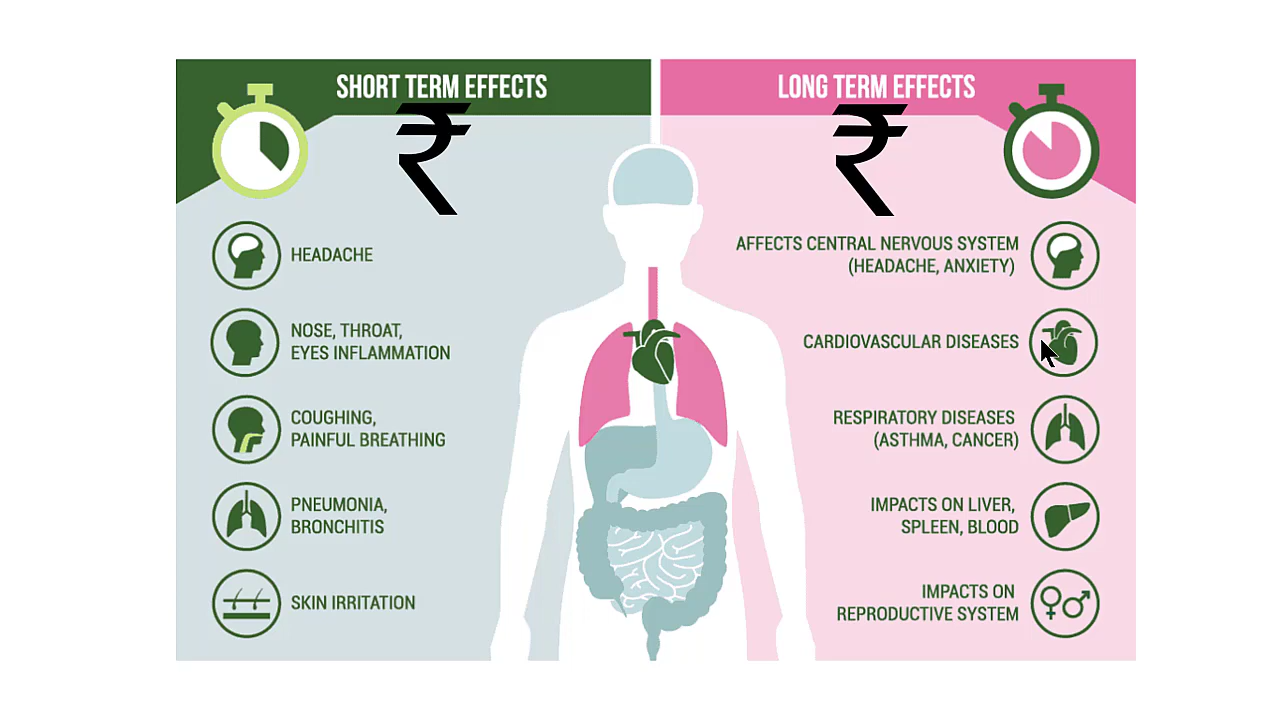 SHORT TERM EFFECTS
₹
HEADACHE
NOSE, THROAT,
EYES INFLAMMATION
COUGHING,
PAINFUL BREATHING
PNEUMONIA,
BRONCHITIS
SKIN IRRITATION
LONG TERM EFFECTS
₹
AFFECTS CENTRAL NERVOUS SYSTEM
(HEADACHE, ANXIETY)
CARDIOVASCULAR DISEASES
RESPIRATORY DISEASES
(ASTHMA, CANCER)
IMPACTS ON LIVER,
SPLEEN, BLOOD
IMPACTS ON
REPRODUCTIVE SYSTEM